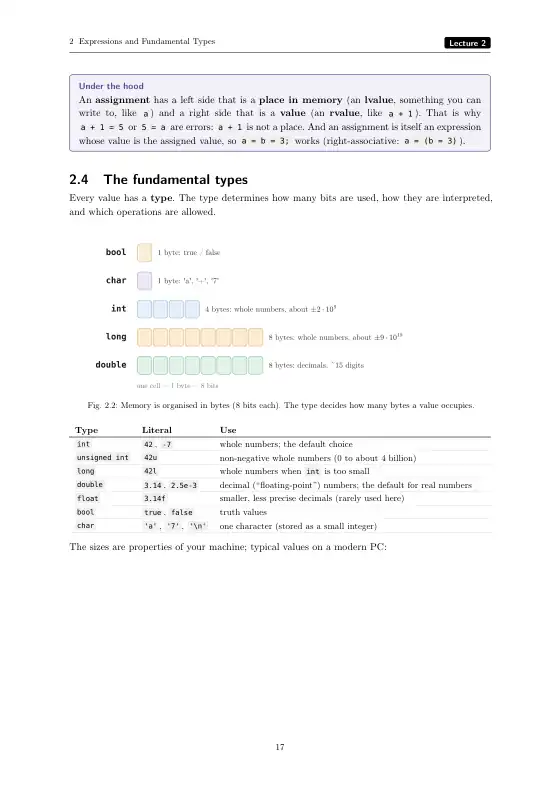 2 Expressions and Fundamental Types Lecture 2
Under the hood
An assignment has a left side that is a place in memory (an lvalue, something you can
write to, like a) and a right side that is a value (an rvalue, like a + 1). That is why
a + 1 = 5 or 5 = a are errors: a + 1 is not a place. And an assignment is itself an expression
whose value is the assigned value, so a = b = 3; works (right-associative: a = (b = 3)).
2.4 The fundamental types
Every value has a type. The type determines how many bits are used, how they are interpreted,
and which operations are allowed.
bool 1 byte: true / false
char 1 byte: 'a', '+', '7'
int 4 bytes: whole numbers, about ±2·10⁹
long 8 bytes: whole numbers, about ±9·10¹⁸
double 8 bytes: decimals, ~15 digits
one cell = 1 byte = 8 bits
Fig. 2.2: Memory is organised in bytes (8 bits each). The type decides how many bytes a value occupies.
Type Literal Use
int 42, -7 whole numbers; the default choice
unsigned int 42u non-negative whole numbers (0 to about 4 billion)
long 42l whole numbers when int is too small
double 3.14, 2.5e-3 decimal (“floating-point”) numbers; the default for real numbers
float 3.14f smaller, less precise decimals (rarely used here)
bool true, false truth values
char 'a', '7', '\n' one character (stored as a small integer)
The sizes are properties of your machine; typical values on a modern PC:
17